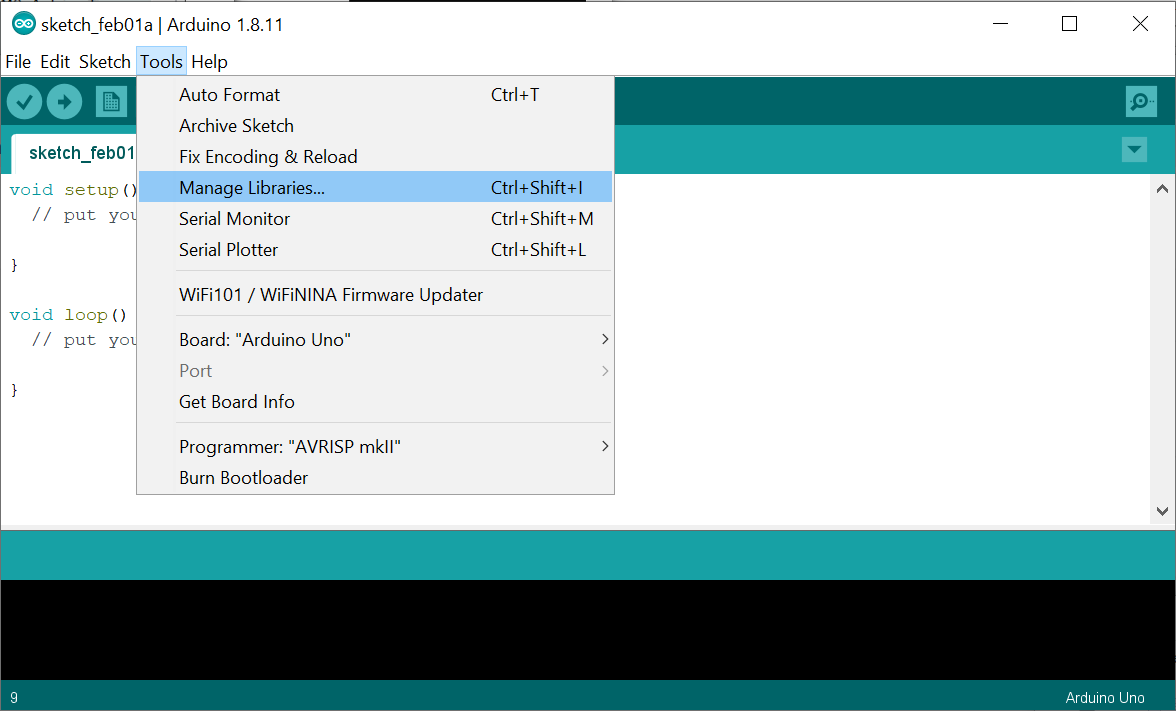 sketch_feb01a | Arduino 1.8.11
File Edit Sketch Tools Help
Auto Format Ctrl+T
Archive Sketch
Fix Encoding & Reload
Manage Libraries... Ctrl+Shift+I
Serial Monitor Ctrl+Shift+M
Serial Plotter Ctrl+Shift+L
WiFi101 / WiFiNINA Firmware Updater
Board: "Arduino Uno"
Port
Get Board Info
Programmer: "AVRISP mkII"
Burn Bootloader
sketch_feb01
void setup()
// put you
}
void loop()
// put you
}
9 Arduino Uno